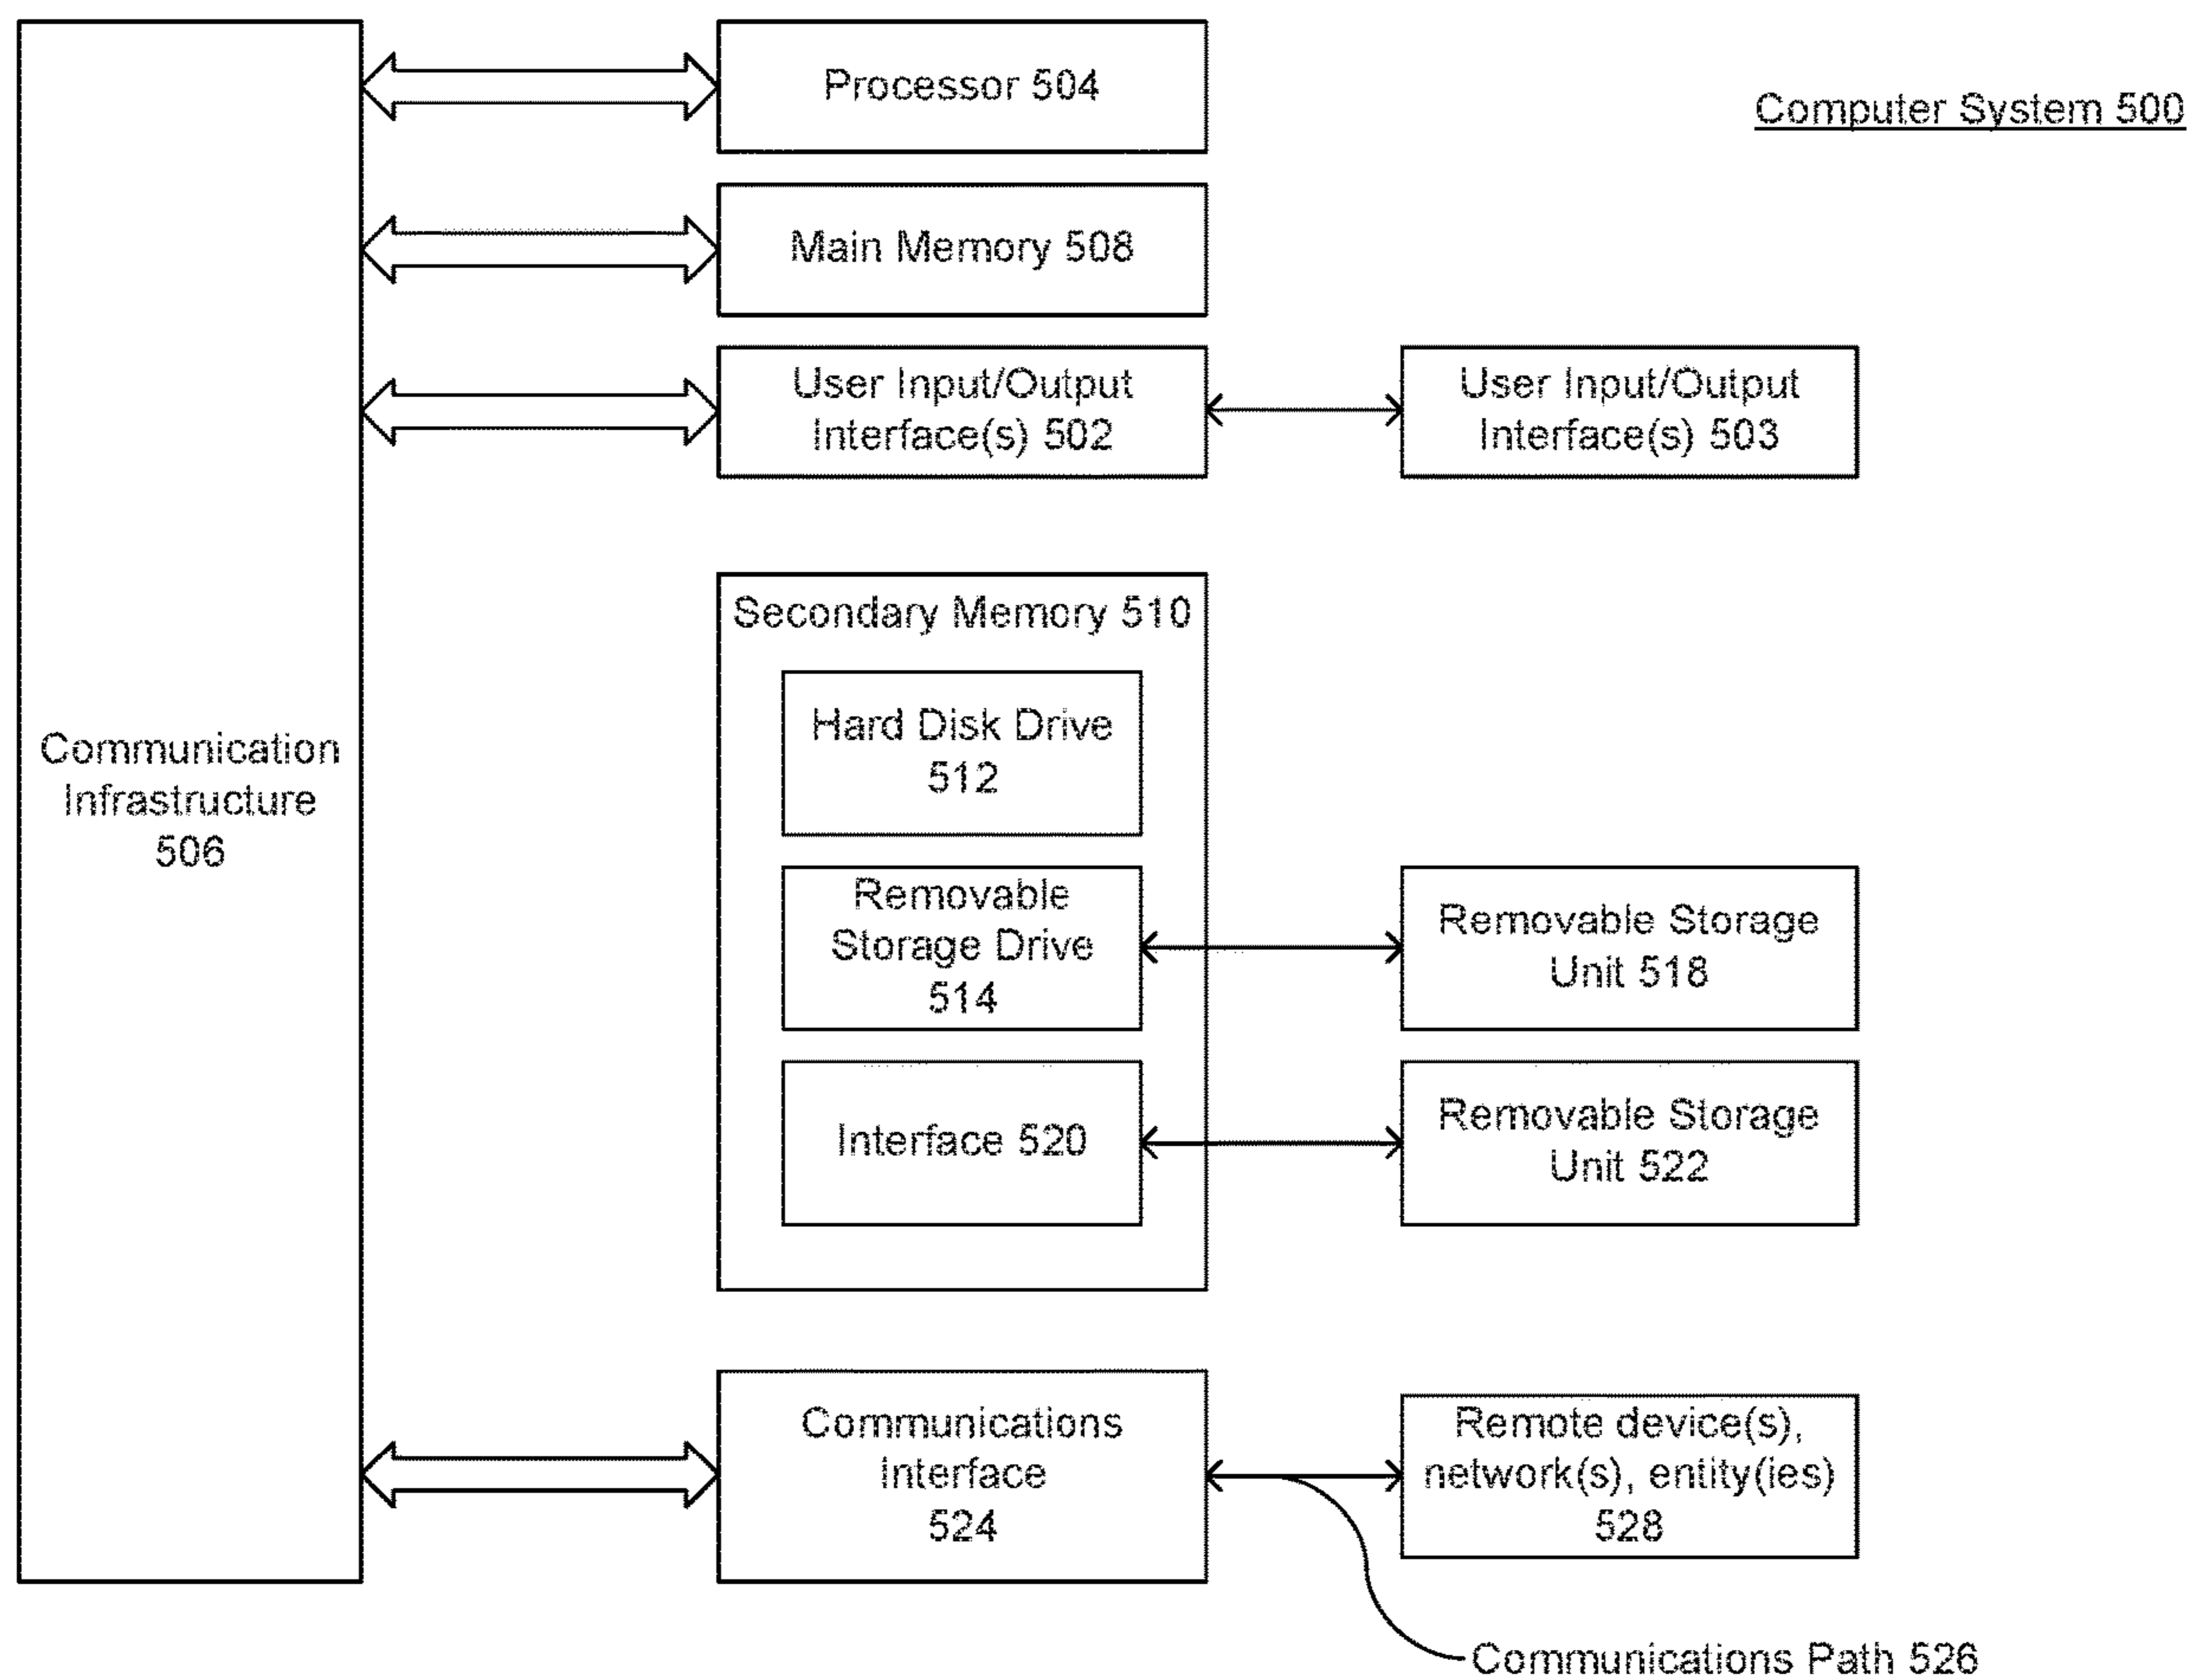 Processor 504
Computer System 500
Main Memory 508
User Input/Output
Interface(s) 502
User Input/Output
Interface(s) 503
Secondary Memory 510
Hard Disk Drive
512
Communication
Infrastructure
506
Removable
Storage Drive
514
Removable Storage
Unit 518
Interface 520
Removable Storage
Unit 522
Communications
Interface
524
Remote device(s),
network(s), entity(ies)
528
Communications Path 526